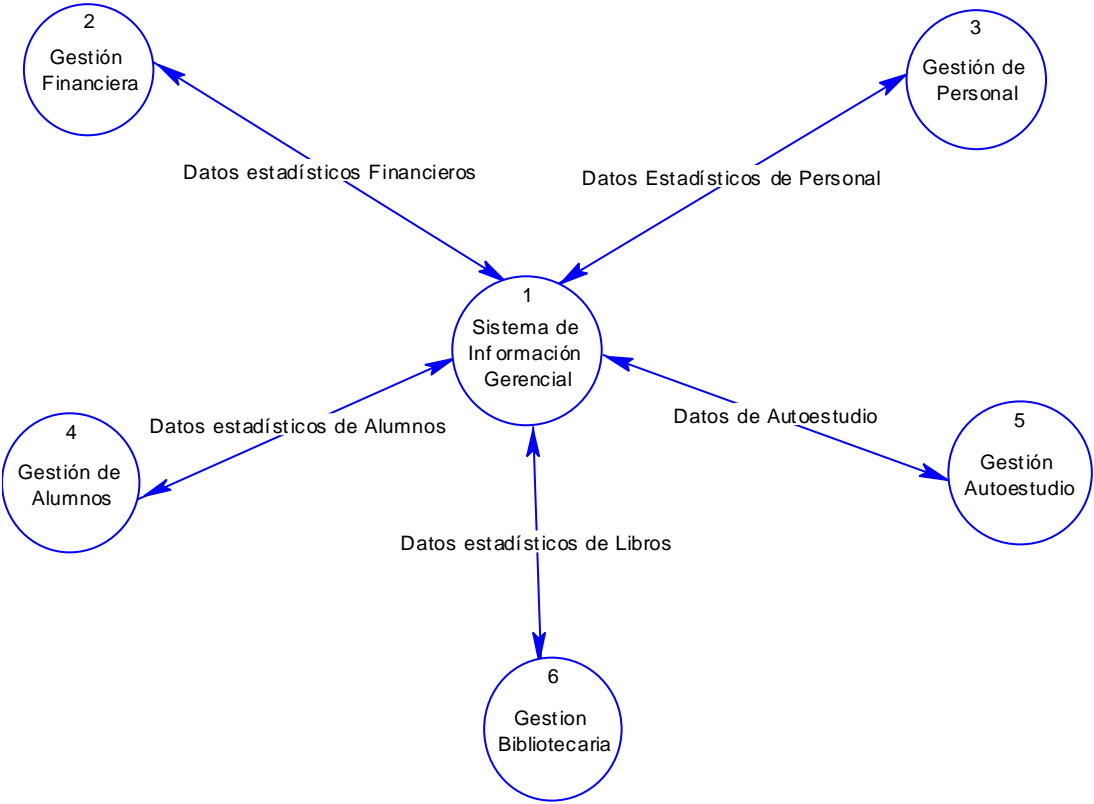 2
Gestión
Financiera
3
Gestión de
Personal
Datos estadísticos Financieros
Datos Estadísticos de Personal
1
Sistema de
Información
Gerencial
4
Gestión de
Alumnos
Datos estadísticos de Alumnos
Datos de Autoestudio
5
Gestión
Autoestudio
Datos estadísticos de Libros
6
Gestion
Bibliotecaria